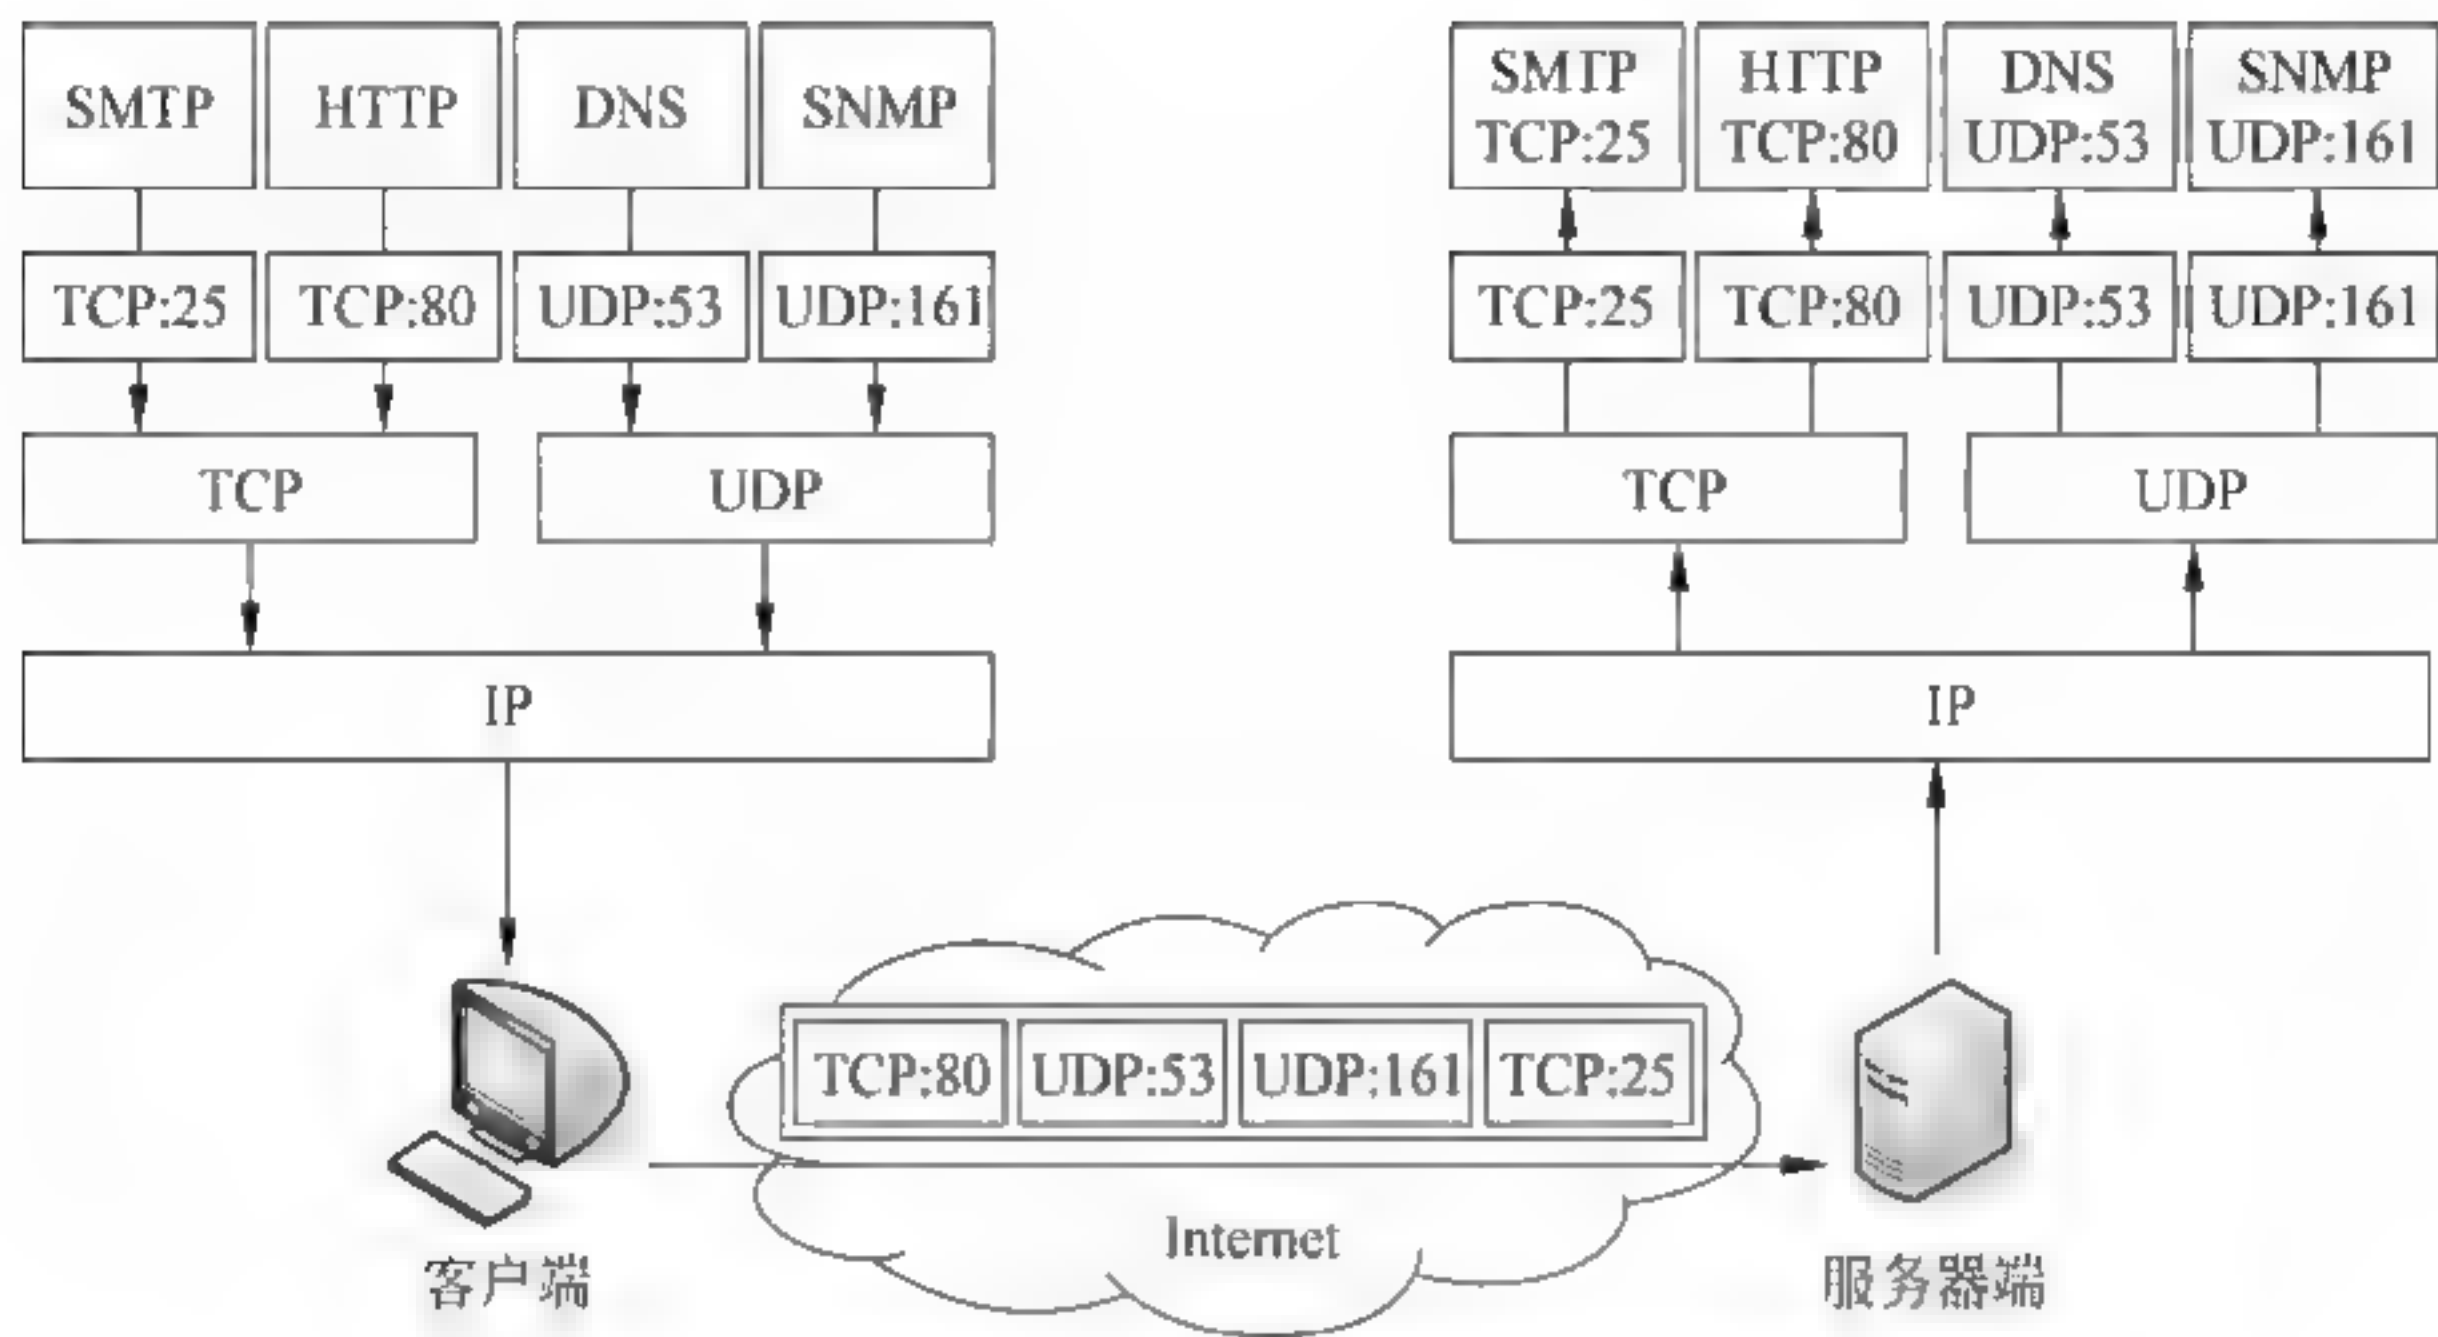 SMTP HTTP DNS SNMP
TCP:25 TCP:80 UDP:53 UDP:161
TCP UDP
IP
客户端
SMTP HTTP DNS SNMP
TCP:25 TCP:80 UDP:53 UDP:161
TCP:25 TCP:80 UDP:53 UDP:161
TCP UDP
IP
服务器端
TCP:80 UDP:53 UDP:161 TCP:25
Internet